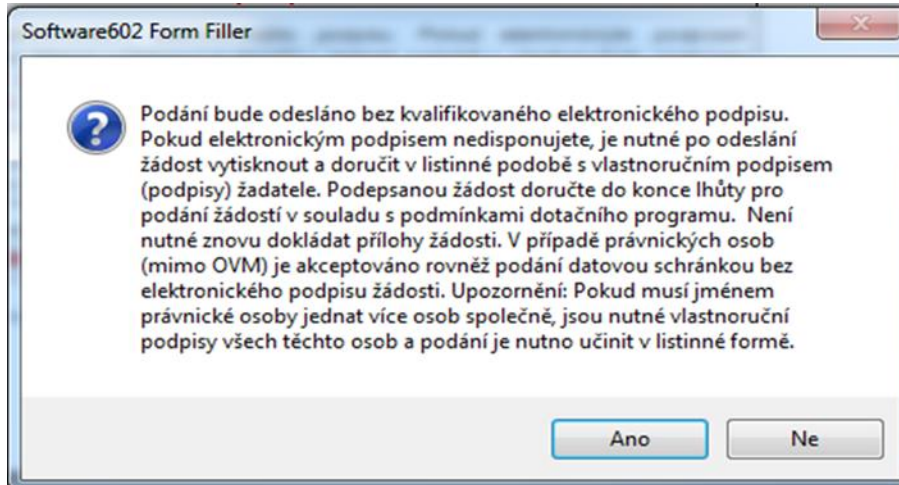 Software602 Form Filler
Podání bude odesláno bez kvalifikovaného elektronického podpisu.
Pokud elektronickým podpisem nedisponujete, je nutné po odeslání
žádost vytisknout a doručit v listinné podobě s vlastnoručním podpisem
(podpisy) žadatele. Podepsanou žádost doručte do konce lhůty pro
podání žádostí v souladu s podmínkami dotačního programu.  Není
nutné znovu dokládat přílohy žádosti. V případě právnických osob
(mimo OVM) je akceptováno rovněž podání datovou schránkou bez
elektronického podpisu žádosti. Upozornění: Pokud musí jménem
právnické osoby jednat více osob společně, jsou nutné vlastnoruční
podpisy všech těchto osob a podání je nutno učinit v listinné formě.
Ano
Ne